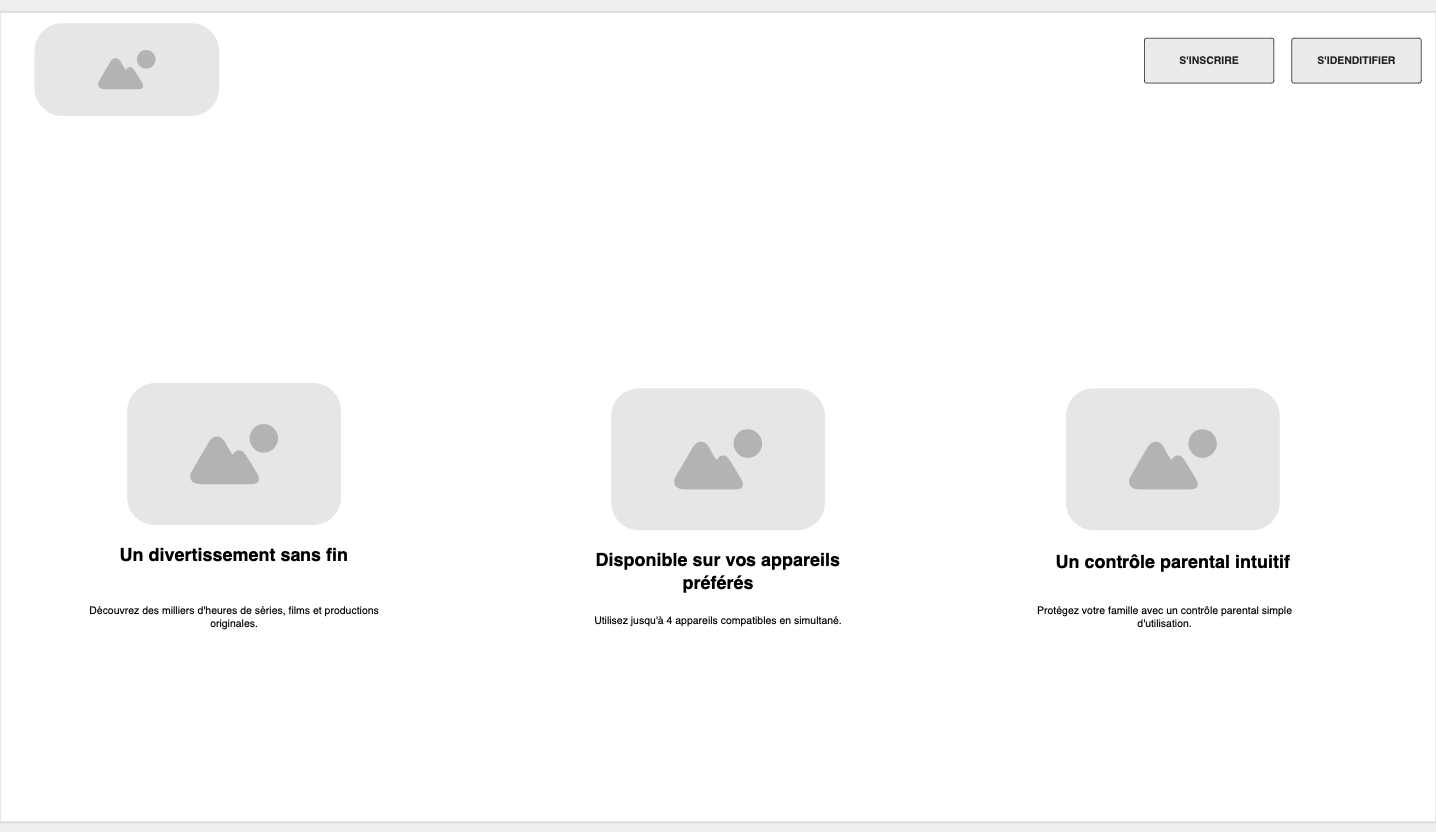 S'INSCRIRE
S'IDENDITIFIER
Un divertissement sans fin
Découvrez des milliers d'heures de séries, films et productions
originales.
Disponible sur vos appareils
préférés
Utilisez jusqu'à 4 appareils compatibles en simultané.
Un contrôle parental intuitif
Protégez votre famille avec un contrôle parental simple
d'utilisation.